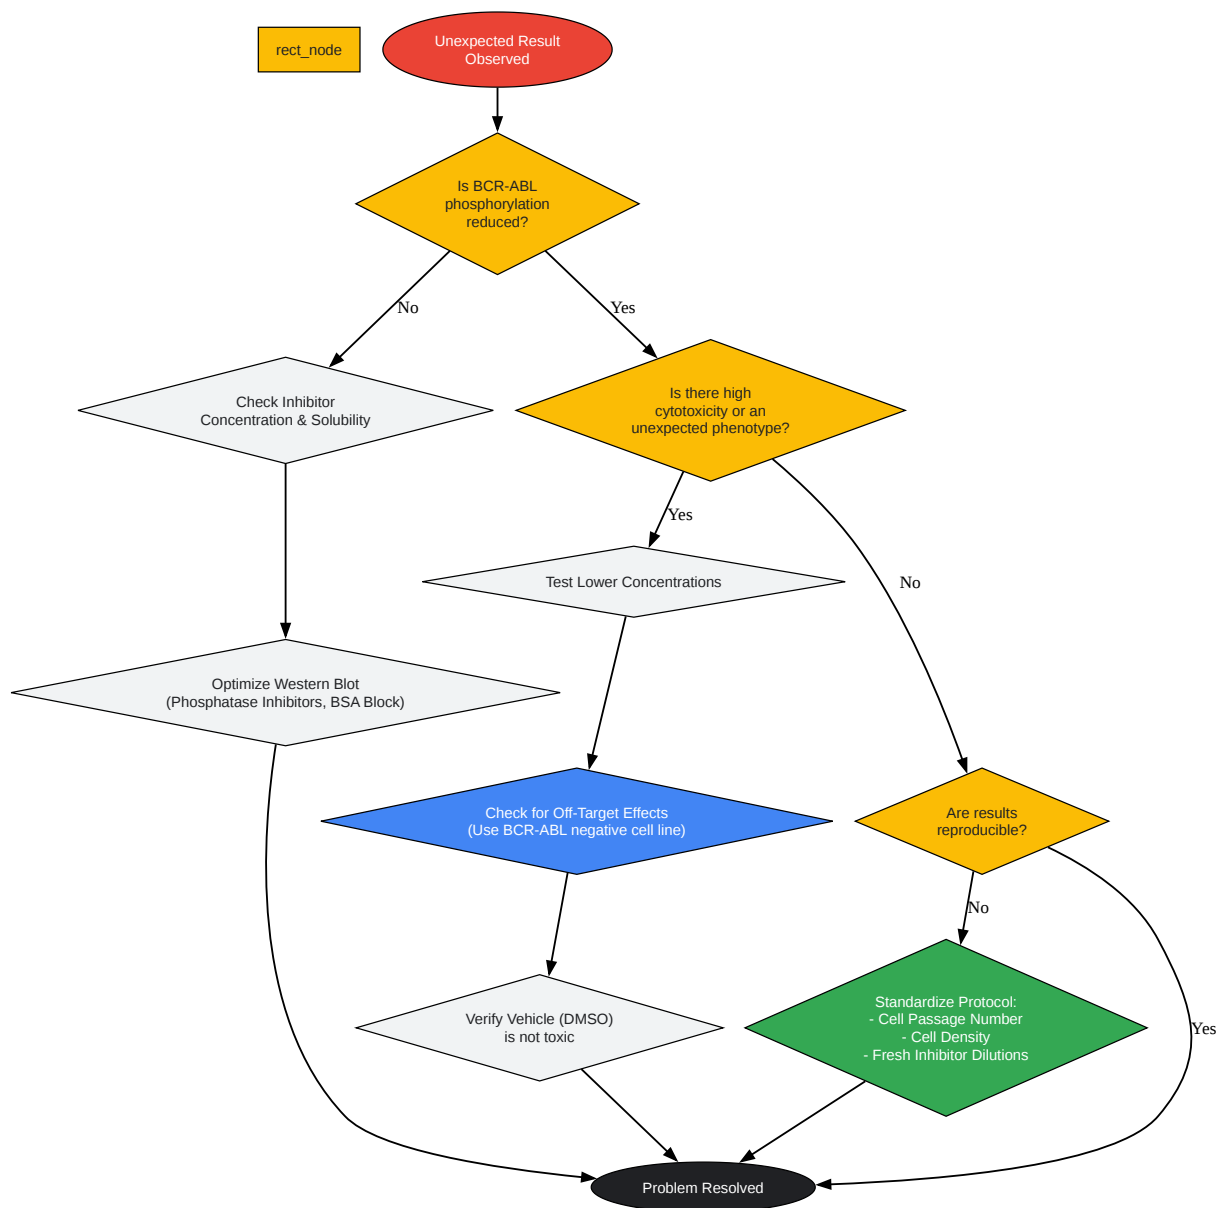 rect_node
Unexpected Result
Observed
Is BCR-ABL
phosphorylation
reduced?
No
Yes
Check Inhibitor
Concentration & Solubility
Is there high
cytotoxicity or an
unexpected phenotype?
Yes
No
Test Lower Concentrations
Optimize Western Blot
(Phosphatase Inhibitors, BSA Block)
Check for Off-Target Effects
(Use BCR-ABL negative cell line)
Are results
reproducible?
No
Yes
Verify Vehicle (DMSO)
is not toxic
Standardize Protocol:
- Cell Passage Number
- Cell Density
- Fresh Inhibitor Dilutions
Problem Resolved